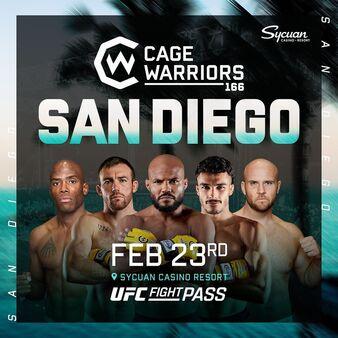 Sycuan
CASINO • RESORT
CAGE
WARRIORS
166
SAN DIEGO
FEB 23RD
SYCUAN CASINO RESORT
UFC FIGHT PASS
SAN DIEGO
SAN DIEGO